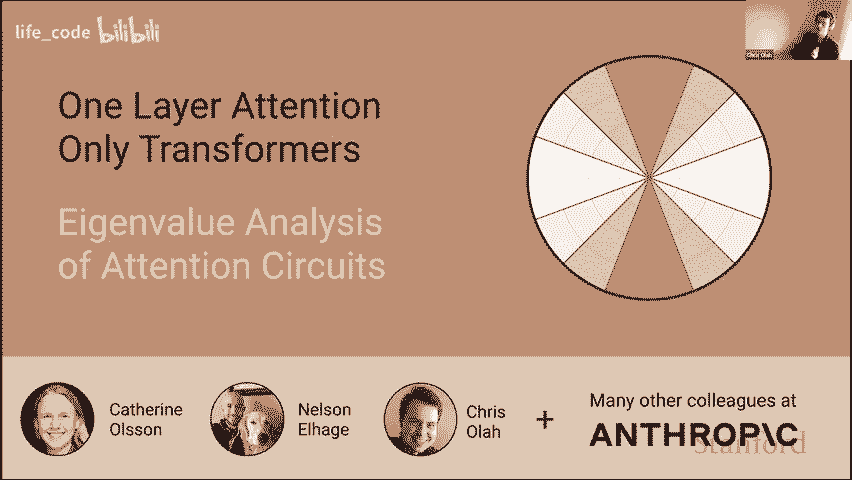 life_code bilibili
One Layer Attention
Only Transformers
Eigenvalue Analysis
of Attention Circuits
Catherine
Olsson
Nelson
Elhage
Chris
Olah
+
Many other colleagues at
ANTHROP\C
Stanford